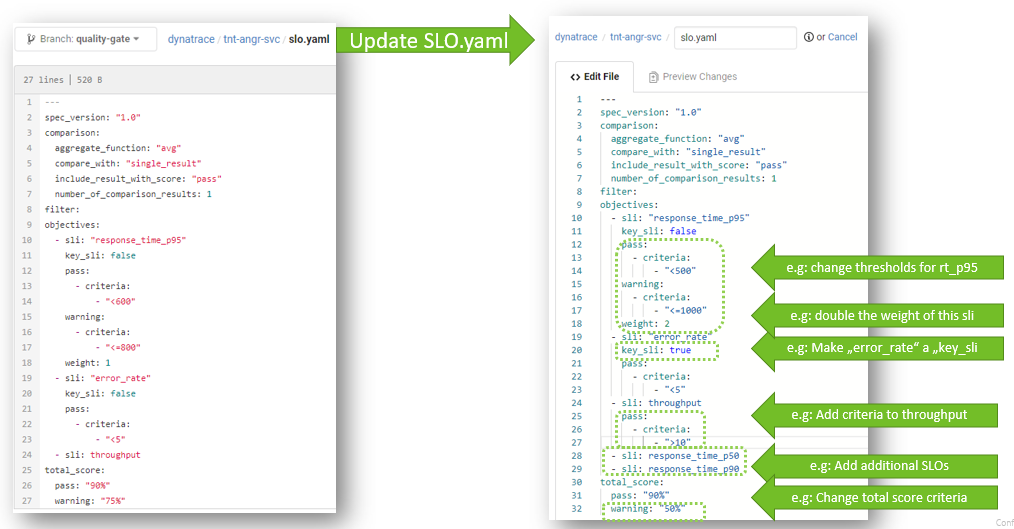 Branch: quality-gate
dynatrace / tnt-angr-svc / slo.yaml
27 lines | 520 B
1 ---
2 spec_version: "1.0"
3 comparison:
4 aggregate_function: "avg"
5 compare_with: "single_result"
6 include_result_with_score: "pass"
7 number_of_comparison_results: 1
8 filter:
9 objectives:
10 - sli: "response_time_p95"
11 key_sli: false
12 pass:
13 - criteria:
14 - "<600"
15 warning:
16 - criteria:
17 - "<=800"
18 weight: 1
19 - sli: "error_rate"
20 key_sli: false
21 pass:
22 - criteria:
23 - "<5"
24 - sli: throughput
25 total_score:
26 pass: "90%"
27 warning: "75%"
Update SLO.yaml
dynatrace / tnt-angr-svc / slo.yaml or Cancel
<> Edit File Preview Changes
1 ---
2 spec_version: "1.0"
3 comparison:
4 aggregate_function: "avg"
5 compare_with: "single_result"
6 include_result_with_score: "pass"
7 number_of_comparison_results: 1
8 filter:
9 objectives:
10 - sli: "response_time_p95"
11 key_sli: false
12 pass:
13 - criteria:
14 - "<500"
15 warning:
16 - criteria:
17 - "<=1000"
18 weight: 2
19 - sli: "error_rate"
20 key_sli: true
21 pass:
22 - criteria:
23 - "<5"
24 - sli: throughput
25 pass:
26 - criteria:
27 - ">10"
28 - sli: response_time_p50
29 - sli: response_time_p90
30 total_score:
31 pass: "90%"
32 warning: "50%"
e.g: change thresholds for rt_p95
e.g: double the weight of this sli
e.g: Make „error_rate“ a „key_sli
e.g: Add criteria to throughput
e.g: Add additional SLOs
e.g: Change total score criteria
Conf